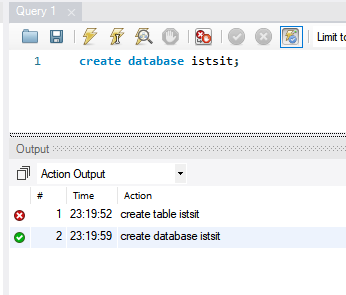 Query 1
Limit to
1 create database istsit;
Output
Action Output
# Time Action
1 23:19:52 create table istsit
2 23:19:59 create database istsit